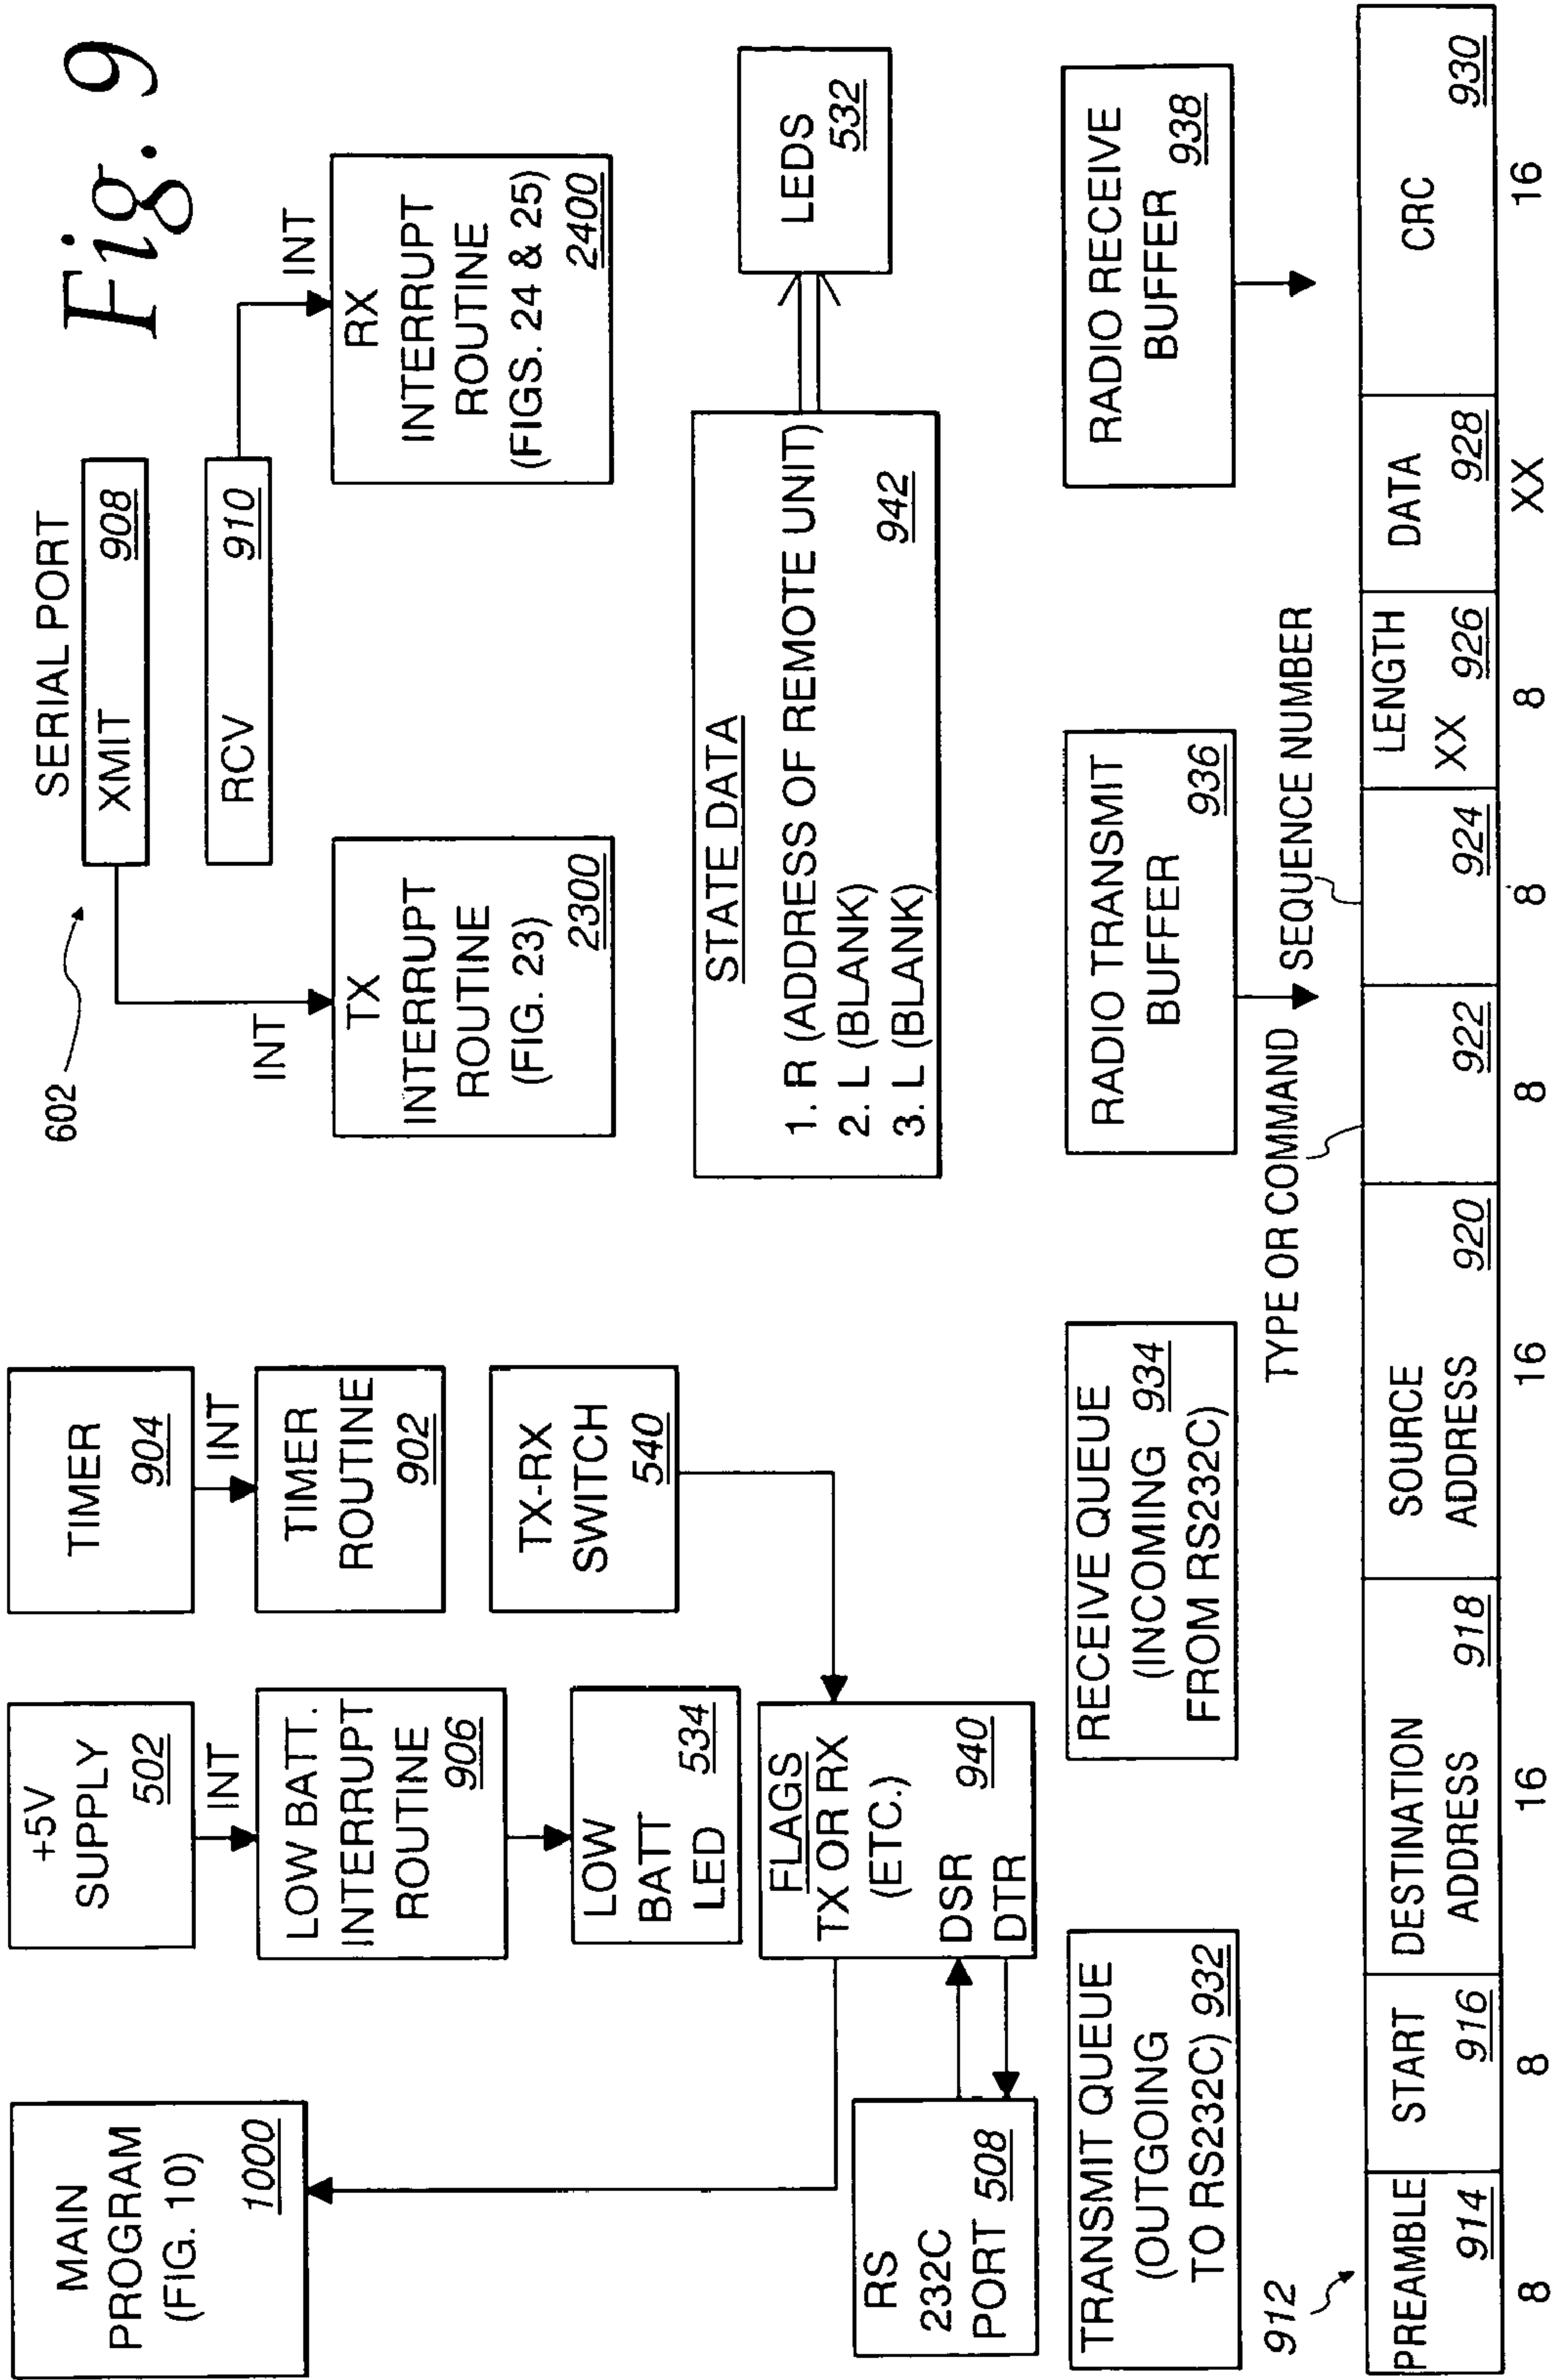 Fig. 9
MAIN
PROGRAM
(FIG. 10)
1000
+5V
SUPPLY
502
INT
LOW BATT.
INTERRUPT
ROUTINE
906
LOW
BATT
LED
534
TIMER
904
INT
TIMER
ROUTINE
902
TX-RX
SWITCH
540
FLAGS
TX OR RX
(ETC.)
940
DSR
DTR
RS
232C
PORT 508
602
SERIAL PORT
XMIT
908
RCV
910
INT
TX
INTERRUPT
ROUTINE
(FIG. 23)
2300
INT
RX
INTERRUPT
ROUTINE
(FIGS. 24 & 25)
2400
STATE DATA
1. R (ADDRESS OF REMOTE UNIT)
2. L (BLANK)
3. L (BLANK)
942
LEDS
532
TRANSMIT QUEUE
(OUTGOING
TO RS232C) 932
RECEIVE QUEUE
(INCOMING 934
FROM RS232C)
RADIO TRANSMIT
BUFFER
936
RADIO RECEIVE
BUFFER
938
912
TYPE OR COMMAND
SEQUENCE NUMBER
PREAMBLE
914
START
916
DESTINATION
ADDRESS
918
SOURCE
ADDRESS
920
922
924
LENGTH
XX 926
DATA
928
CRC
930
8 8 16 16 8 8 8 XX 16